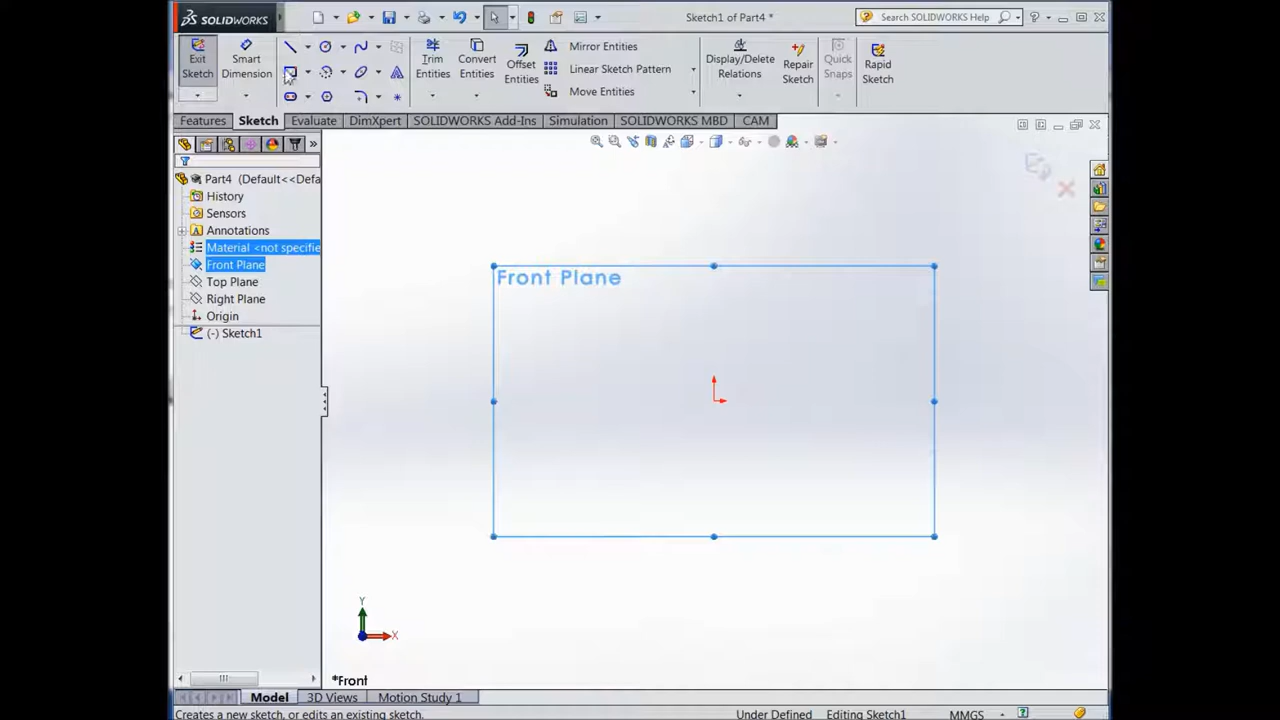 SOLIDWORKS
Sketch1 of Part4 *
Search SOLIDWORKS Help
Exit Sketch
Smart Dimension
Trim Entities
Convert Entities
Offset Entities
Mirror Entities
Linear Sketch Pattern
Move Entities
Display/Delete Relations
Repair Sketch
Quick Snaps
Rapid Sketch
Features
Sketch
Evaluate
DimXpert
SOLIDWORKS Add-Ins
Simulation
SOLIDWORKS MBD
CAM
Part4 (Default<<Defa
History
Sensors
Annotations
Material <not specifie
Front Plane
Top Plane
Right Plane
Origin
(-) Sketch1
Front Plane
Y
X
*Front
Model
3D Views
Motion Study 1
Creates a new sketch, or edits an existing sketch.
Under Defined
Editing Sketch1
MMGS